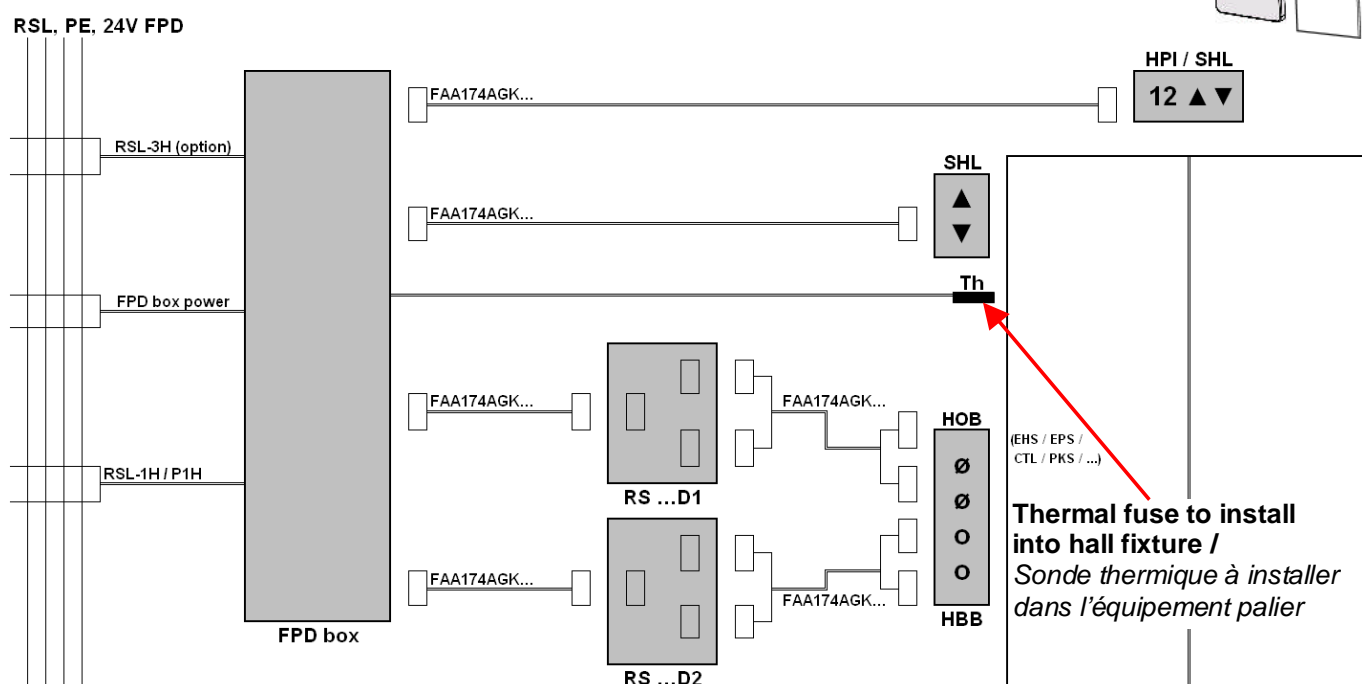 RSL, PE, 24V FPD
HPI / SHL
12 ▲ ▼
FAA174AGK...
RSL-3H (option)
SHL
▲
▼
FAA174AGK...
Th
FPD box power
FAA174AGK...
FAA174AGK...
HOB
(EHS / EPS /
CTL / PKS / ...)
Ø
Ø
O
O
RSL-1H / P1H
RS ...D1
Thermal fuse to install
into hall fixture /
Sonde thermique à installer
dans l'équipement palier
FAA174AGK...
FAA174AGK...
HBB
FPD box
RS ...D2